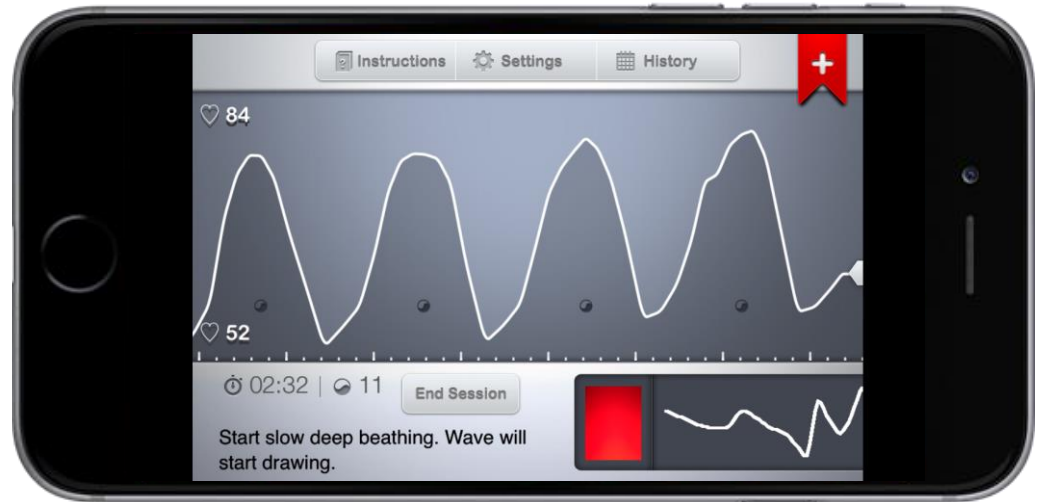 Instructions
Settings
History
+
84
52
02:32 | 11
End Session
Start slow deep beathing. Wave will
start drawing.